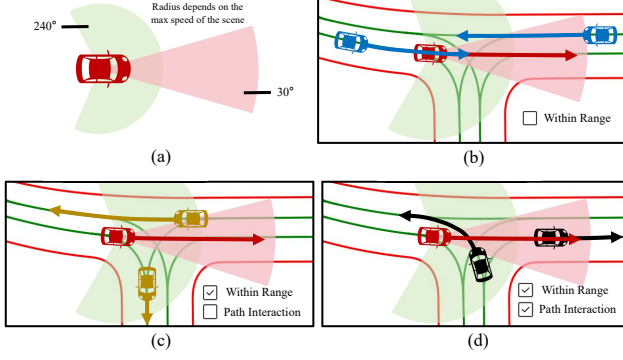 Radius depends on the
max speed of the scene
240°
30°
(a)
Within Range
(b)
Within Range
Path Interaction
(c)
Within Range
Path Interaction
(d)